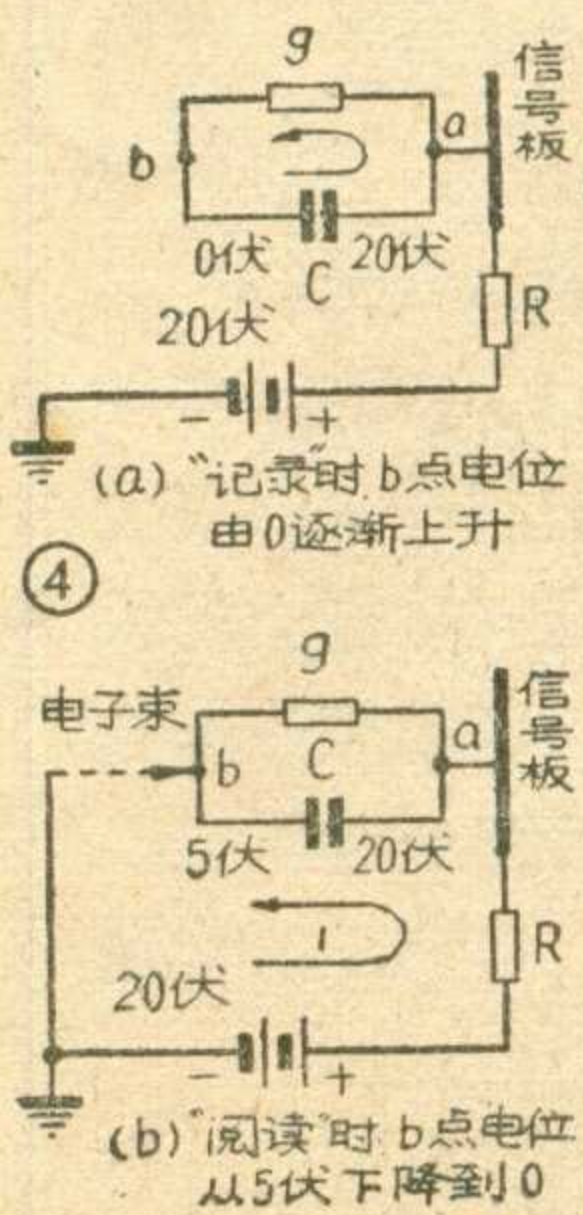 g
信号板
a
b
0伏 20伏
C
20伏
R
- +
(a)"记录"时b点电位
由0逐渐上升
④
g
电子束
信号板
a
b C
5伏 20伏
i
R
20伏
- +
(b)"阅读"时b点电位
从5伏下降到0